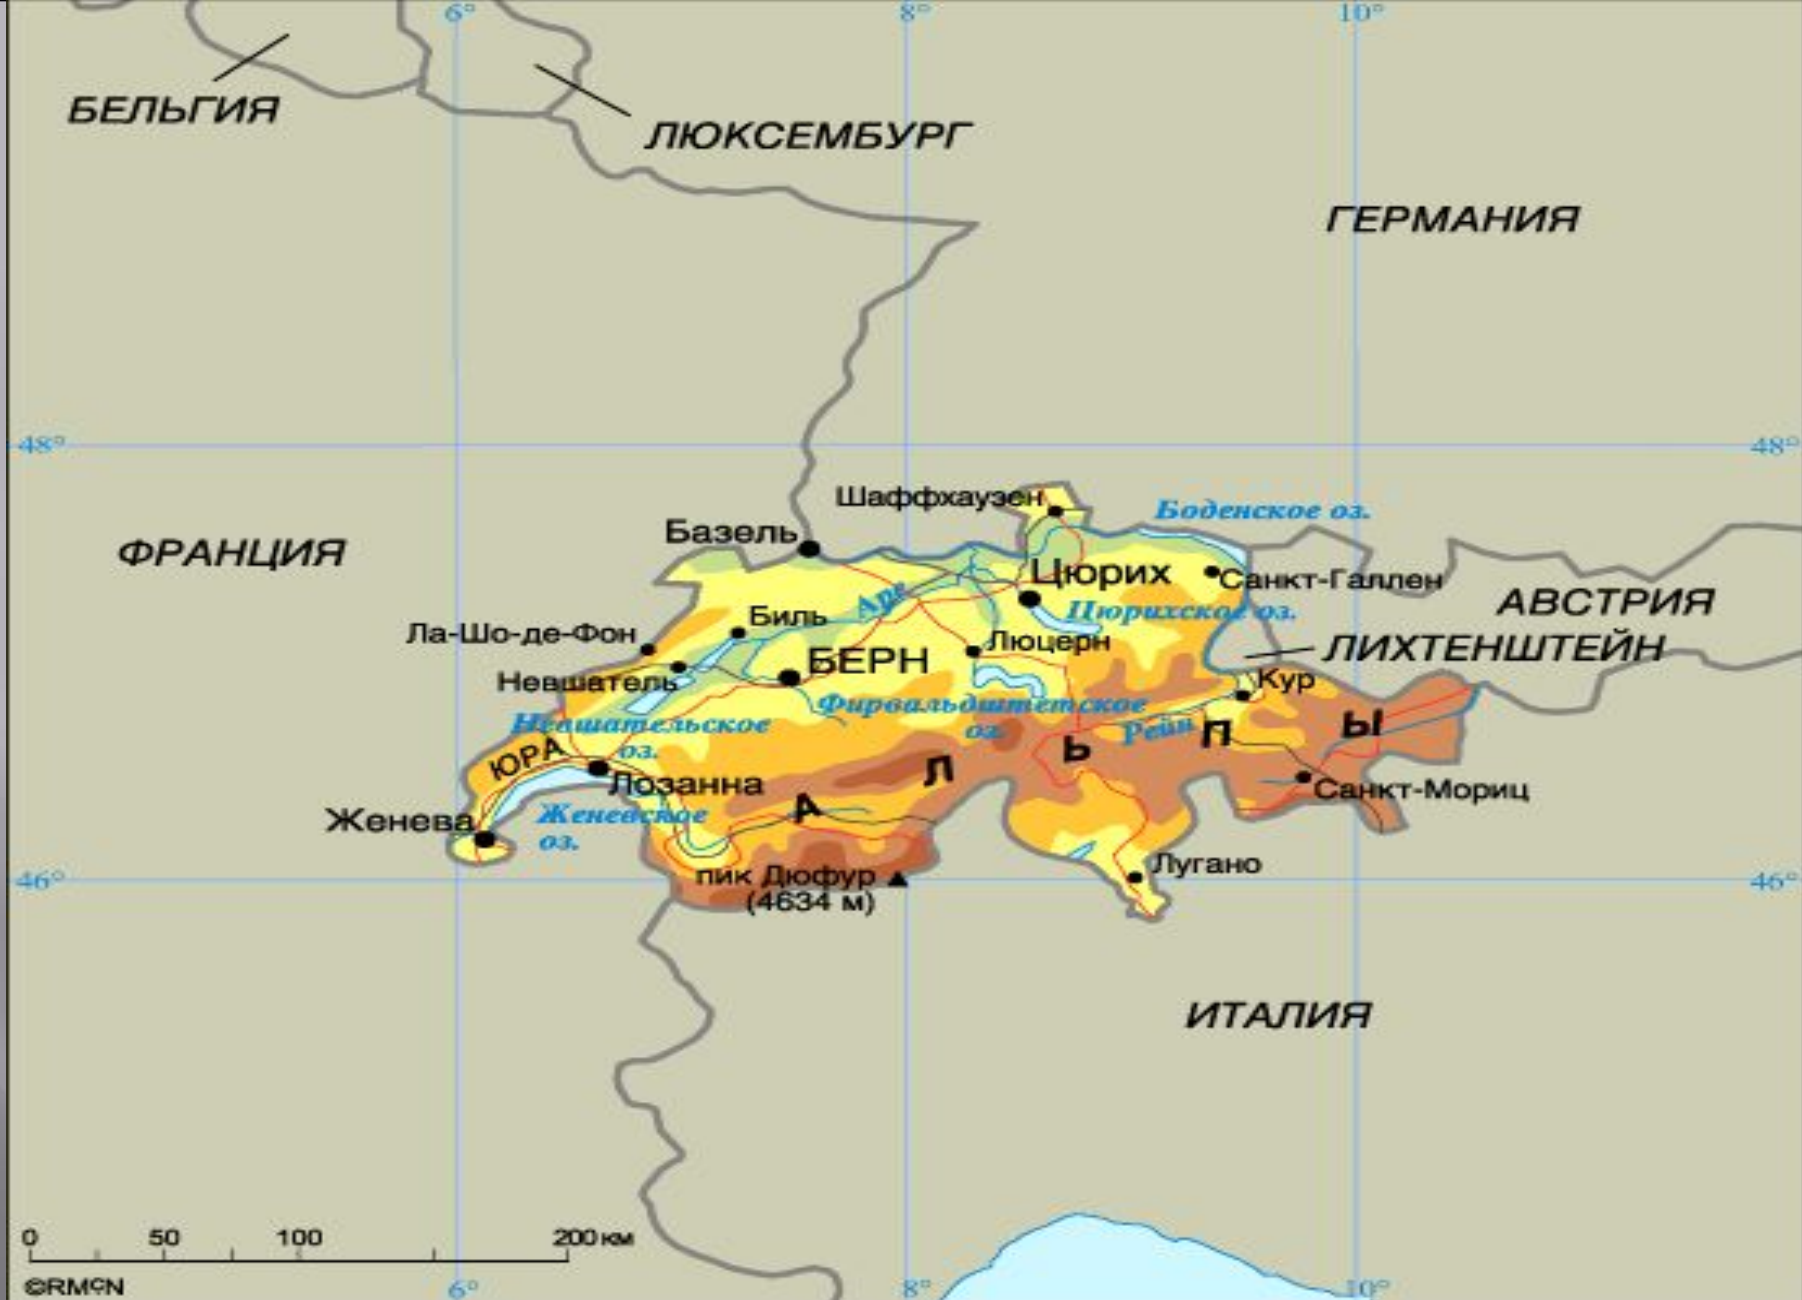 6° 8° 10°
БЕЛЬГИЯ
ЛЮКСЕМБУРГ
ГЕРМАНИЯ
48° 48°
Шаффхаузен
Боденское оз.
Базель
ФРАНЦИЯ
Цюрих
Санкт-Галлен
Аре
АВСТРИЯ
Цюрихское оз.
Биль
Ла-Шо-де-Фон
Люцерн
ЛИХТЕНШТЕЙН
БЕРН
Невшатель
Кур
Фирвальдштетское
оз.
Невшательское
оз.
Рейн
ЮРА
А Л Ь П Ы
Лозанна
Санкт-Мориц
Женева
Женевское
оз.
Лугано
пик Дюфур
(4634 м)
46° 46°
ИТАЛИЯ
0 50 100 200 км
©RMᶜN
6° 8° 10°